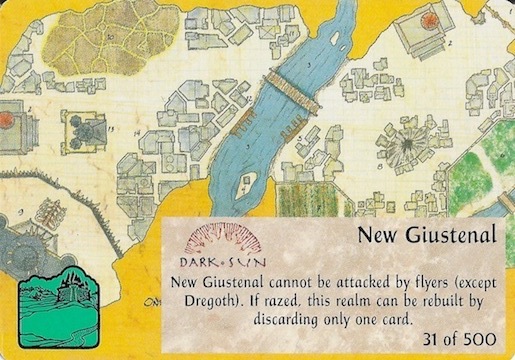 New Giustenal
DARK•SUN
New Giustenal cannot be attacked by flyers (except
Dregoth). If razed, this realm can be rebuilt by
discarding only one card.
31 of 500